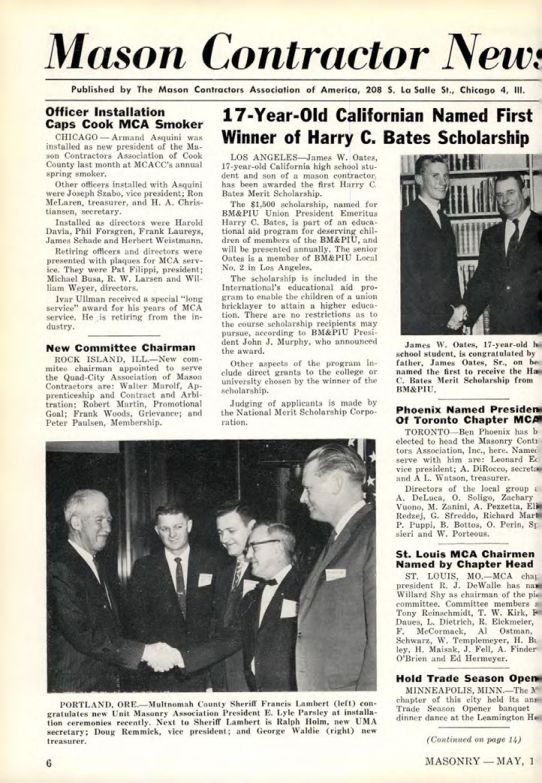 Mason Contractor News
Published by The Mason Contractors Association of America, 208 S. La Salle St., Chicago 4, Ill.
Officer Installation
Caps Cook MCA Smoker
CHICAGO — Armand Asquini was
installed as new president of the Ma-
son Contractors Association of Cook
County last month at MCACC's annual
spring smoker.
Other officers installed with Asquini
were Joseph Szabo, vice president; Ron
McLaren, treasurer, and H. A. Chris-
tiansen, secretary.
Installed as directors were Harold
Davia, Phil Forsgren, Frank Laureys,
James Schade and Herbert Weistmann.
Retiring officers and directors were
presented with plaques for MCA serv-
ice. They were Pat Filippi, president;
Michael Busa, R. W. Larsen and Wil-
liam Weyer, directors.
Ivar Ullman received a special "long
service" award for his years of MCA
service. He is retiring from the in-
dustry.
New Committee Chairman
ROCK ISLAND, ILL.—New com-
mitee chairman appointed to serve
the Quad-City Association of Mason
Contractors are: Walter Marolf, Ap-
prenticeship and Contract and Arbi-
tration; Robert Martin, Promotional
Goal; Frank Woods, Grievance; and
Peter Paulsen, Membership.
17-Year-Old Californian Named First
Winner of Harry C. Bates Scholarship
LOS ANGELES—James W. Oates,
17-year-old California high school stu-
dent and son of a mason contractor,
has been awarded the first Harry C.
Bates Merit Scholarship.
The $1,500 scholarship, named for
BM&PIU Union President Emeritus
Harry C. Bates, is part of an educa-
tional aid program for deserving chil-
dren of members of the BM&PIU, and
will be presented annually. The senior
Oates is a member of BM&PIU Local
No. 2 in Los Angeles.
The scholarship is included in the
International's educational aid pro-
gram to enable the children of a union
bricklayer to attain a higher educa-
tion. There are no restrictions as to
the course scholarship recipients may
pursue, according to BM&PIU Presi-
dent John J. Murphy, who announced
the award.
Other aspects of the program in-
clude direct grants to the college or
university chosen by the winner of the
scholarship.
Judging of applicants is made by
the National Merit Scholarship Corpo-
ration.
James W. Oates, 17-year-old
school student, is congratulated by
father, James Oates, Sr., on
named the first to receive the
C. Bates Merit Scholarship from
BM&PIU.
Phoenix Named
Of Toronto Chapter MCA
TORONTO—Ben Phoenix has
elected to head the Masonry
tors Association, Inc., here.
serve with him are: Leonard
vice president; A. DiRocco,
and A L. Watson, treasurer.
Directors of the local group
A. DeLuca, O. Soligo, Zachary
Vuono, M. Zanini, A. Pezzetta,
Redzej, G. Sfreddo, Richard
P. Puppi, B. Bottos, O. Perin,
sieri and W. Porteous.
St. Louis MCA Chairmen
Named by Chapter Head
ST. LOUIS, MO.—MCA
president R. J. DeWalle has
Willard Shy as chairman of the
committee. Committee members
Tony Reinschmidt, T. W. Kirk,
Daues, L. Dietrich, R. Eickmeier,
F. McCormack, Al Ostman,
Schwarz, W. Templemeyer, H.
ley, H. Maisak, J. Fell, A. Finder
O'Brien and Ed Hermeyer.
Hold Trade Season
MINNEAPOLIS, MINN.—The
chapter of this city held its
Trade Season Opener banquet
dinner dance at the Leamington
(Continued on page 14)
PORTLAND, ORE.—Multnomah County Sheriff Francis Lambert (left) con-
gratulates new Unit Masonry Association President E. Lyle Parsley at installa-
tion ceremonies recently. Next to Sheriff Lambert is Ralph Holm, new UMA
secretary; Doug Remmick, vice president; and George Waldie (right) new
treasurer.
6
MASONRY — MAY, 1